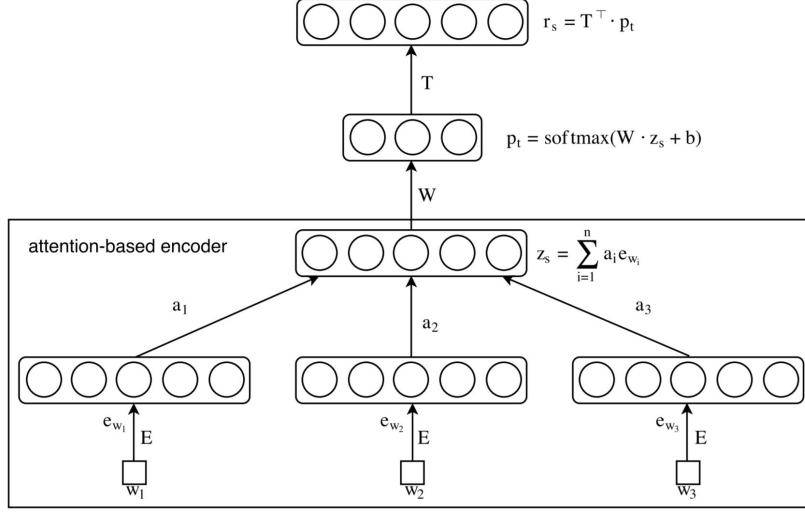 r_s = T^⊤ · p_t
T
p_t = softmax(W · z_s + b)
W
attention-based encoder
z_s = ∑_{i=1}^{n} a_i e_{w_i}
a_1
a_2
a_3
e_{w_1} E
e_{w_2} E
e_{w_3} E
w_1
w_2
w_3